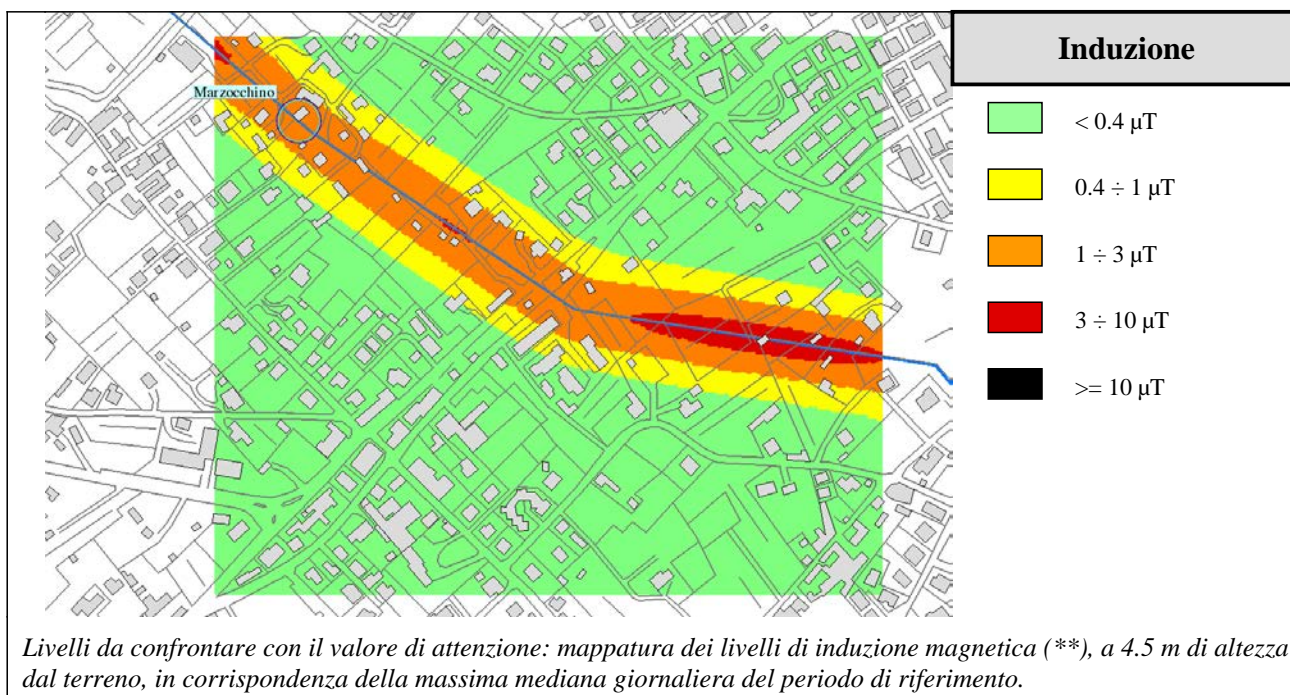 Marzocchino
Induzione
< 0.4 µT
0.4 ÷ 1 µT
1 ÷ 3 µT
3 ÷ 10 µT
>= 10 µT
Livelli da confrontare con il valore di attenzione: mappatura dei livelli di induzione magnetica (**), a 4.5 m di altezza
dal terreno, in corrispondenza della massima mediana giornaliera del periodo di riferimento.